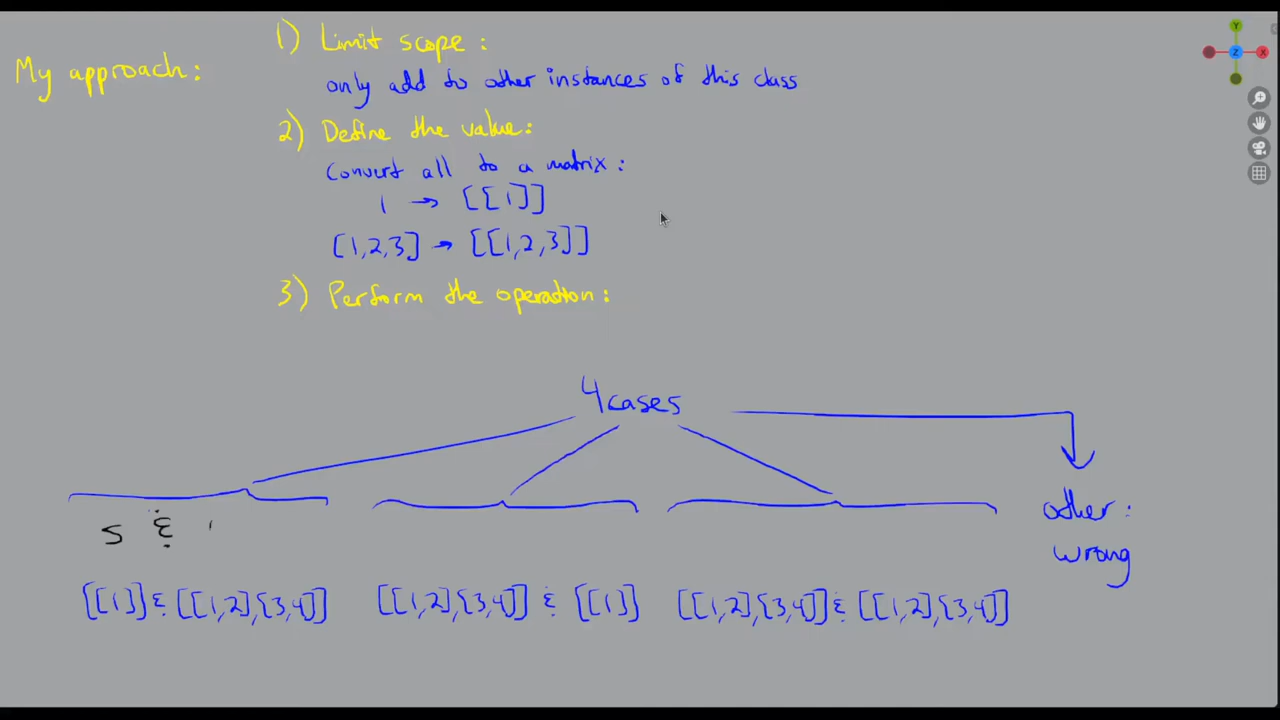 My approach:
1) Limit scope:
only add to other instances of this class
2) Define the value:
Convert all to a matrix:
1 → [[1]]
[1,2,3] → [[1,2,3]]
3) Perform the operation:
4 cases
S &
other:
wrong
[[1]] & [[1,2],[3,4]]
[[1,2],[3,4]] & [[1]]
[[1,2],[3,4]] & [[1,2],[3,4]]
Y
Z
X